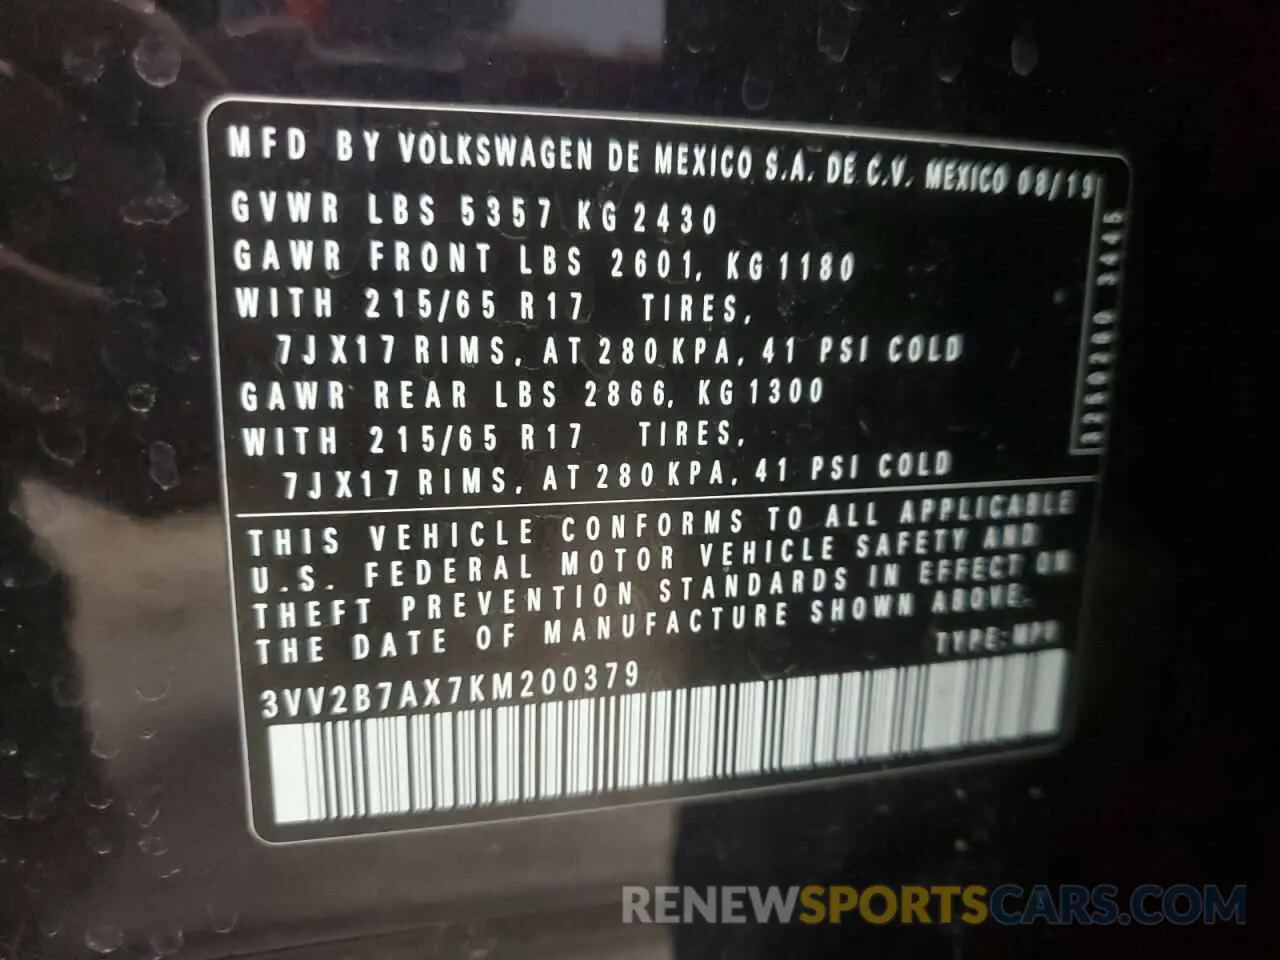 MFD BY VOLKSWAGEN DE MEXICO S.A. DE C.V. MEXICO 08/19
GVWR LBS 5357 KG 2430
GAWR FRONT LBS 2601, KG 1180
WITH 215/65 R17 TIRES,
7JX17 RIMS, AT 280 KPA, 41 PSI COLD
GAWR REAR LBS 2866, KG 1300
WITH 215/65 R17 TIRES,
7JX17 RIMS, AT 280 KPA, 41 PSI COLD
THIS VEHICLE CONFORMS TO ALL APPLICABLE
U.S. FEDERAL MOTOR VEHICLE SAFETY AND
THEFT PREVENTION STANDARDS IN EFFECT ON
THE DATE OF MANUFACTURE SHOWN ABOVE.
TYPE: MPV
3VV2B7AX7KM200379
RENEWSPORTSCARS.COM